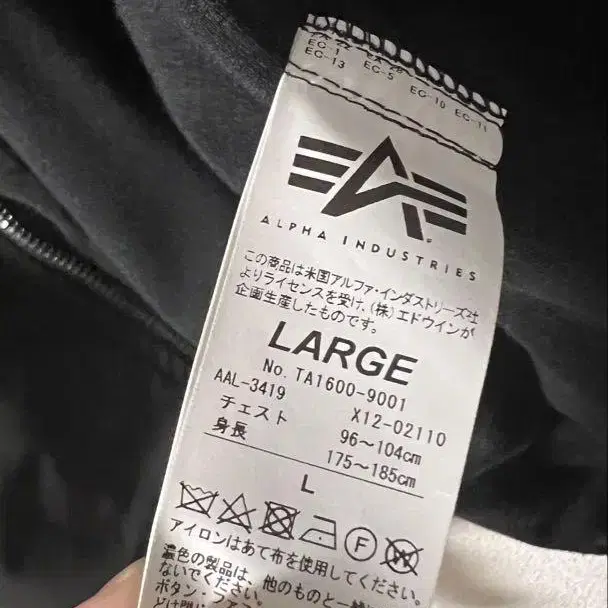 EC-1 EC-5 EC-10 EC-11
EC-13
ALPHA INDUSTRIES
この商品は米国アルファ・インダストリーズ社
よりライセンスを受け、(株)エドウインが
企画生産したものです。
LARGE
No. TA1600-9001
AAL-3419 X12-02110
チェスト 96~104cm
身長 175~185cm
L
F
W
アイロンはあて布を使用してください。
濃色の製品は、他のものと一緒に
ないでください。
ボタン・ファス